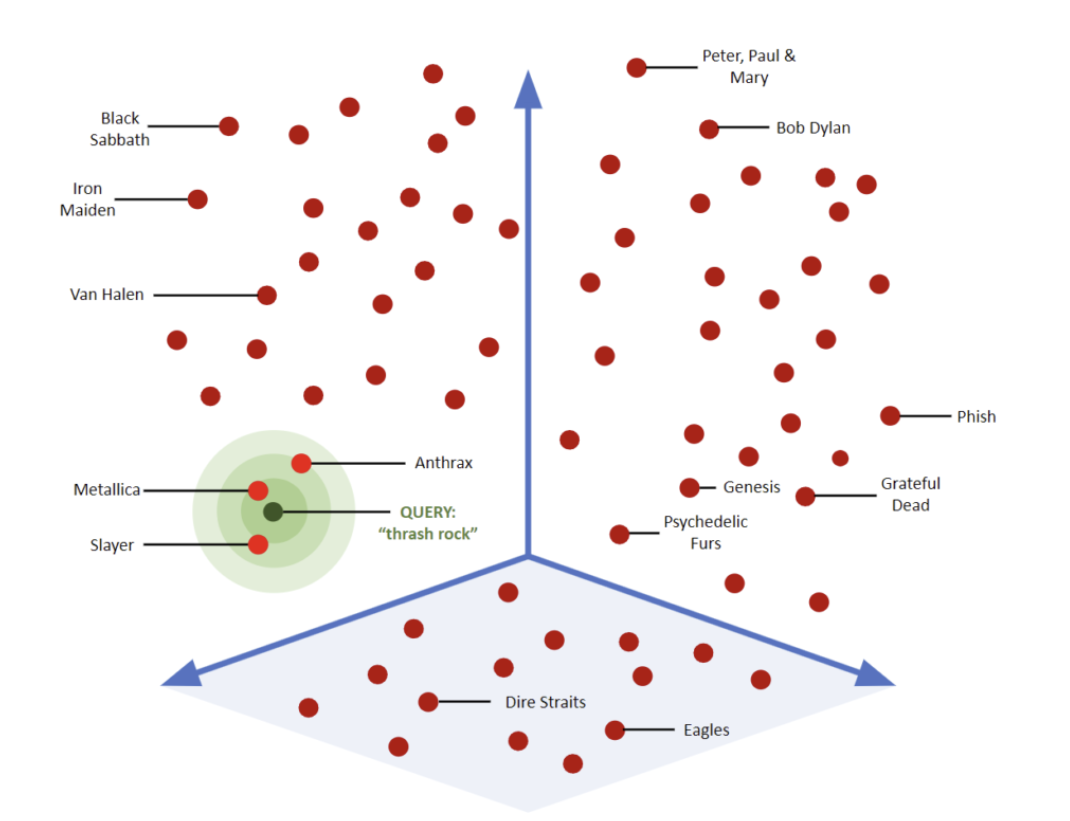 Peter, Paul &
Mary
Black
Sabbath
Bob Dylan
Iron
Maiden
Van Halen
Phish
Anthrax
Metallica
Genesis
Grateful
Dead
QUERY:
“thrash rock”
Psychedelic
Furs
Slayer
Dire Straits
Eagles